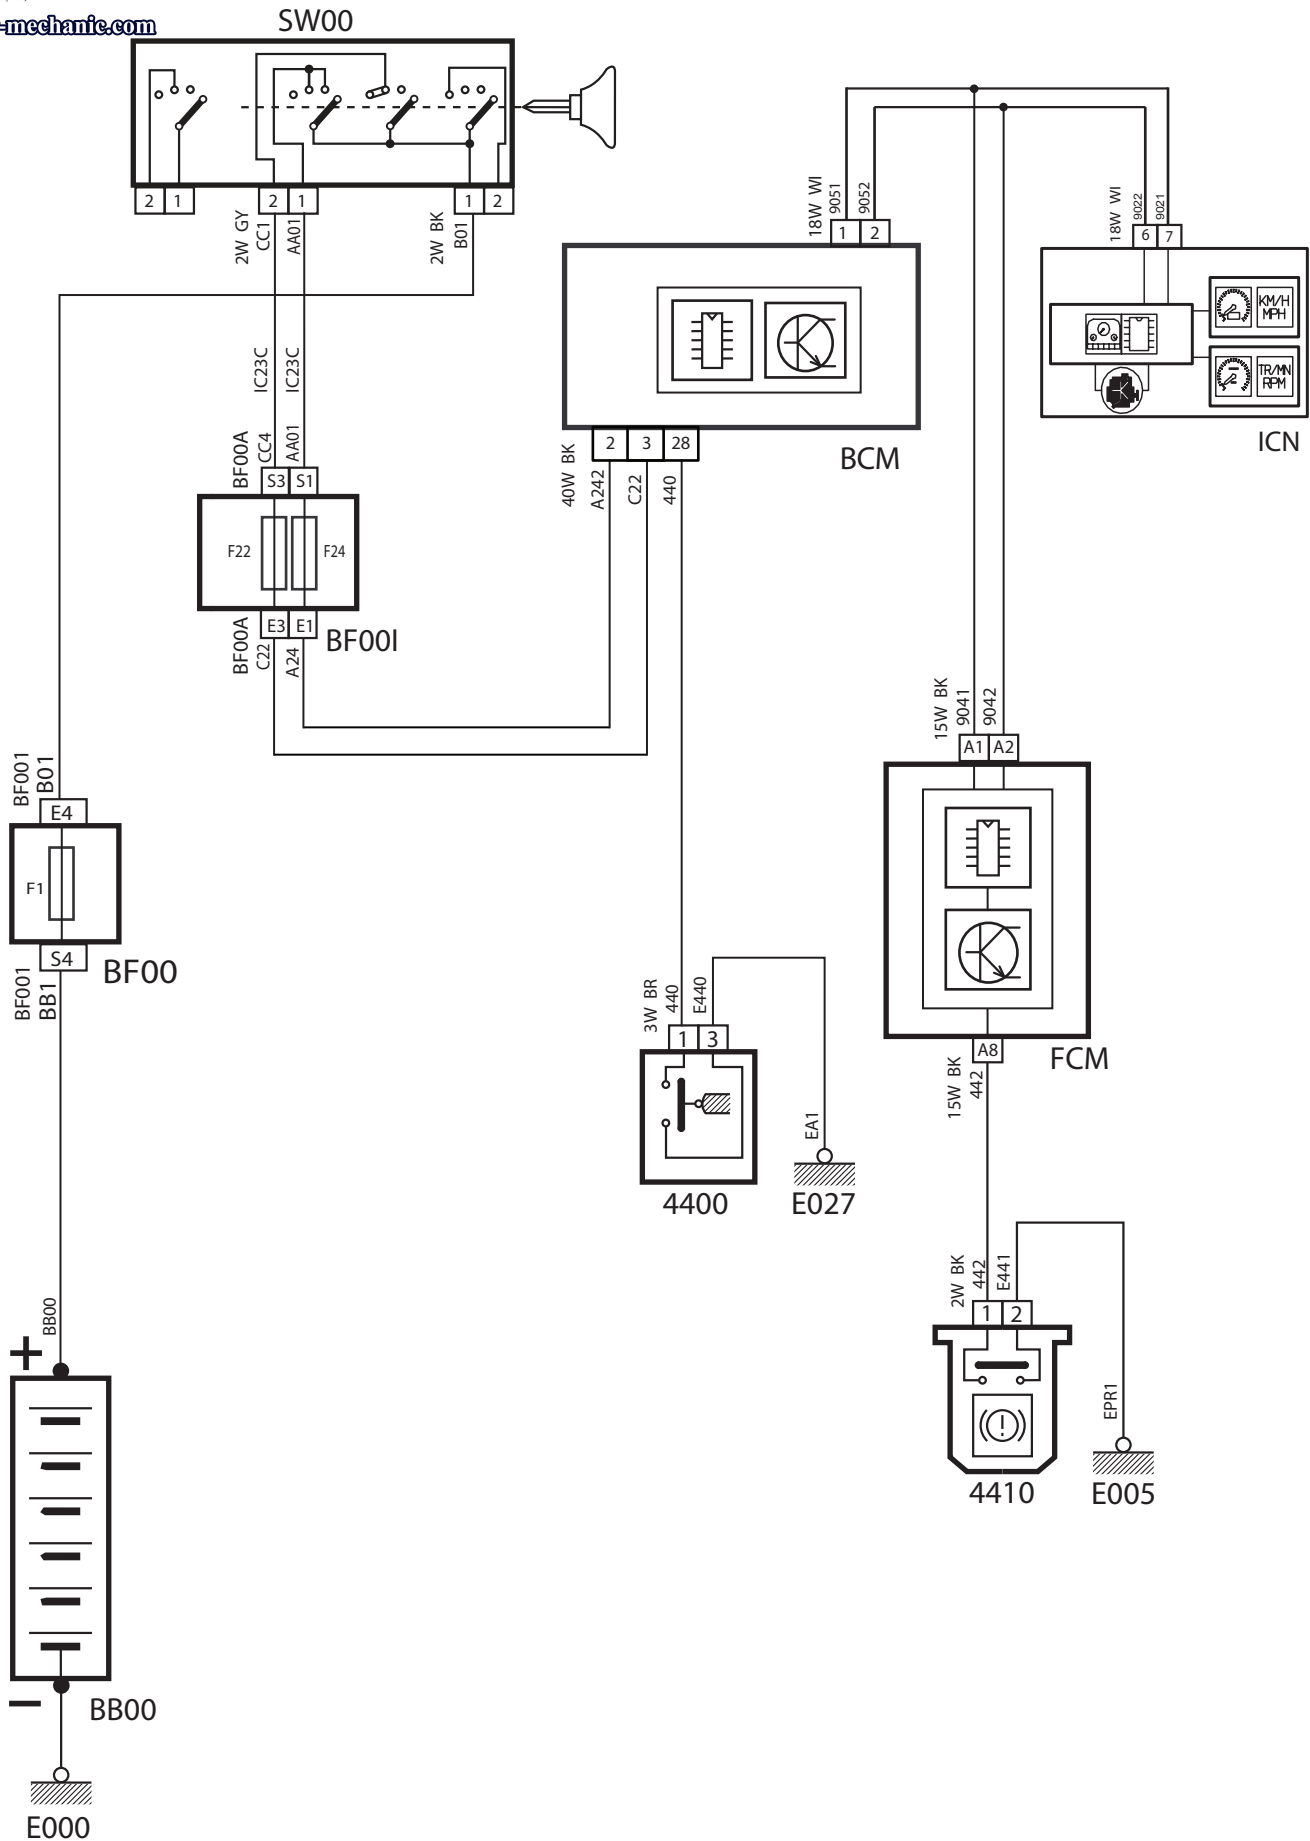 -mechanic.com
SW00
2 1
2 1
1 2
2W GY
CC1
AA01
2W BK
B01
18W WI
9051
9052
1 2
18W WI
9022
9021
6 7
KM/H
MPH
TR/MN
RPM
ICN
BCM
IC23C
IC23C
BF00A
CC4
AA01
S3 S1
F22
F24
BF00A
E3 E1
BF00I
C22
A24
2 3 28
40W BK
A242
C22
440
15W BK
9041
9042
A1 A2
BF001
B01
E4
F1
S4
BF00
BF001
BB1
3W BR
440
E440
1 3
4400
EA1
E027
A8
FCM
15W BK
442
2W BK
442
E441
1 2
4410
EPR1
E005
BB00
+
−
BB00
E000